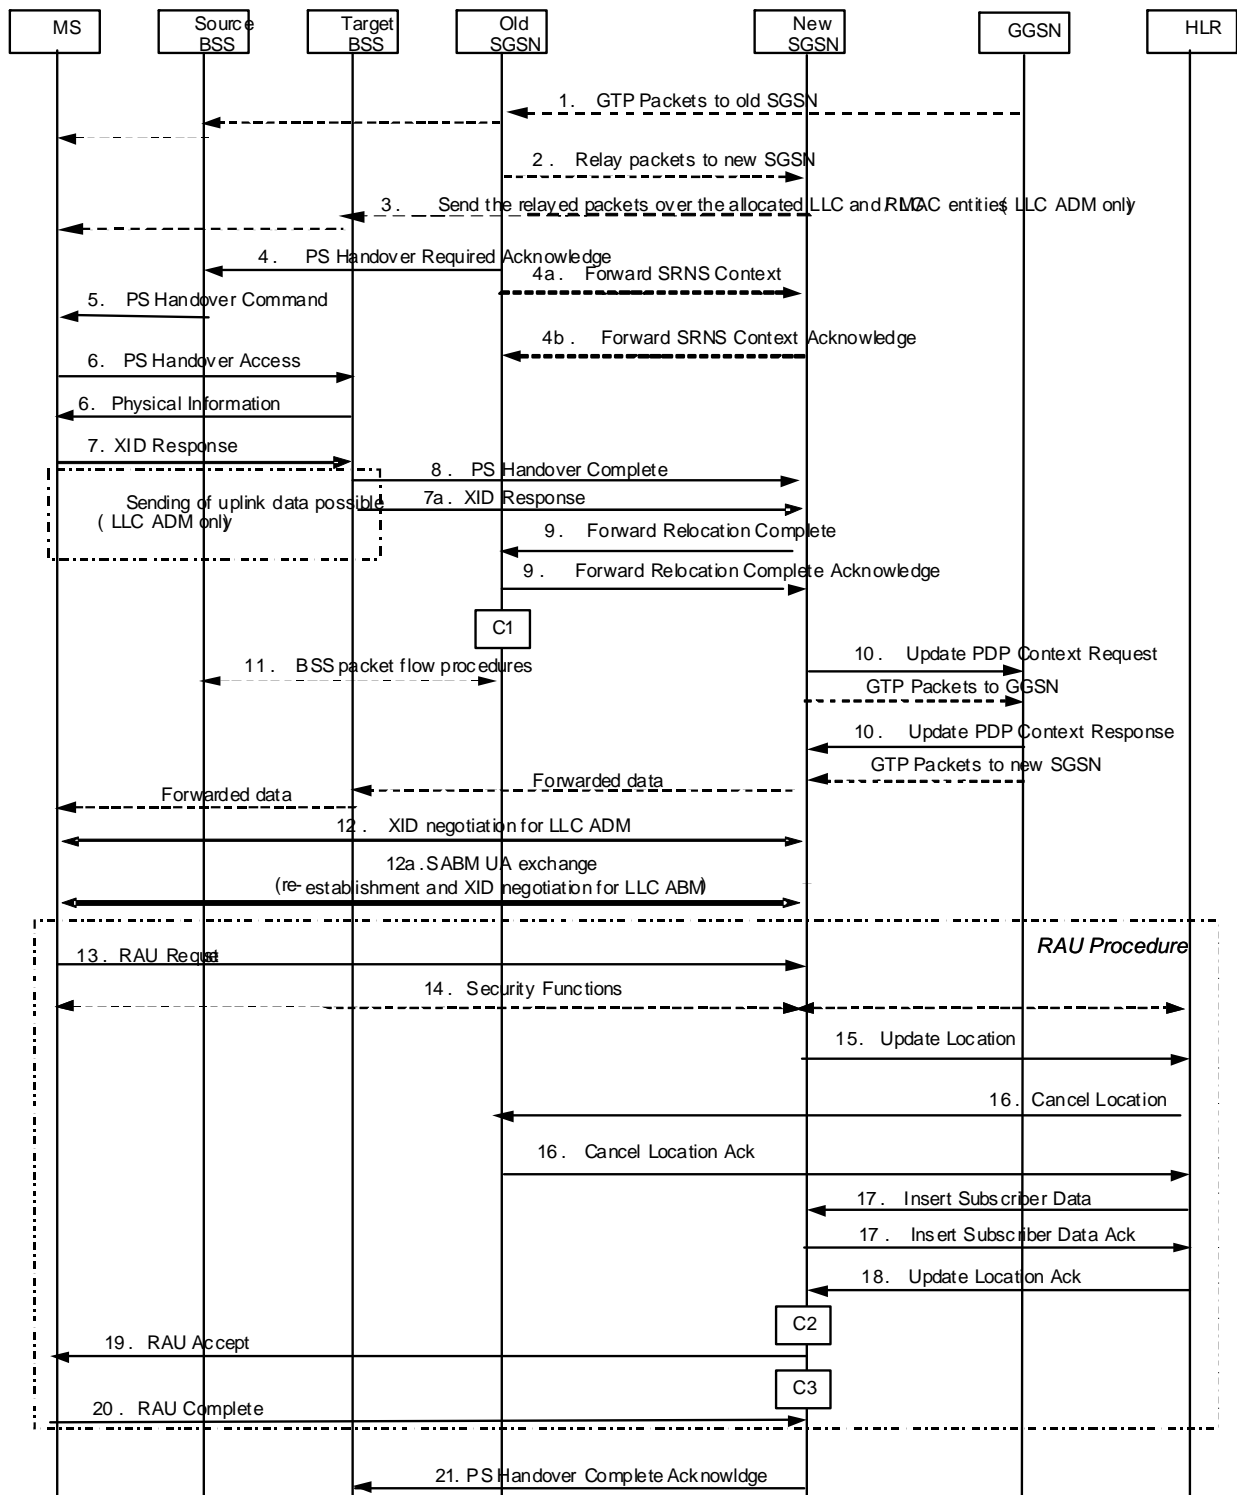 MS
Source
BSS
Target
BSS
Old
SGSN
New
SGSN
GGSN
HLR
1. GTP Packets to old SGSN
2. Relay packets to new SGSN
3. Send the relayed packets over the allocated LLC and RLC/MAC entities ( LLC ADM only )
4. PS Handover Required Acknowledge
4a. Forward SRNS Context
5. PS Handover Command
4b. Forward SRNS Context Acknowledge
6. PS Handover Access
6. Physical Information
7. XID Response
8. PS Handover Complete
Sending of uplink data possible
( LLC ADM only)
7a. XID Response
9. Forward Relocation Complete
9. Forward Relocation Complete Acknowledge
C1
11. BSS packet flow procedures
10. Update PDP Context Request
GTP Packets to GGSN
10. Update PDP Context Response
GTP Packets to new SGSN
Forwarded data
Forwarded data
12. XID negotiation for LLC ADM
12a. SABM UA exchange
(re-establishment and XID negotiation for LLC ABM)
RAU Procedure
13. RAU Request
14. Security Functions
15. Update Location
16. Cancel Location
16. Cancel Location Ack
17. Insert Subscriber Data
17. Insert Subscriber Data Ack
18. Update Location Ack
C2
19. RAU Accept
C3
20. RAU Complete
21. PS Handover Complete Acknowldge